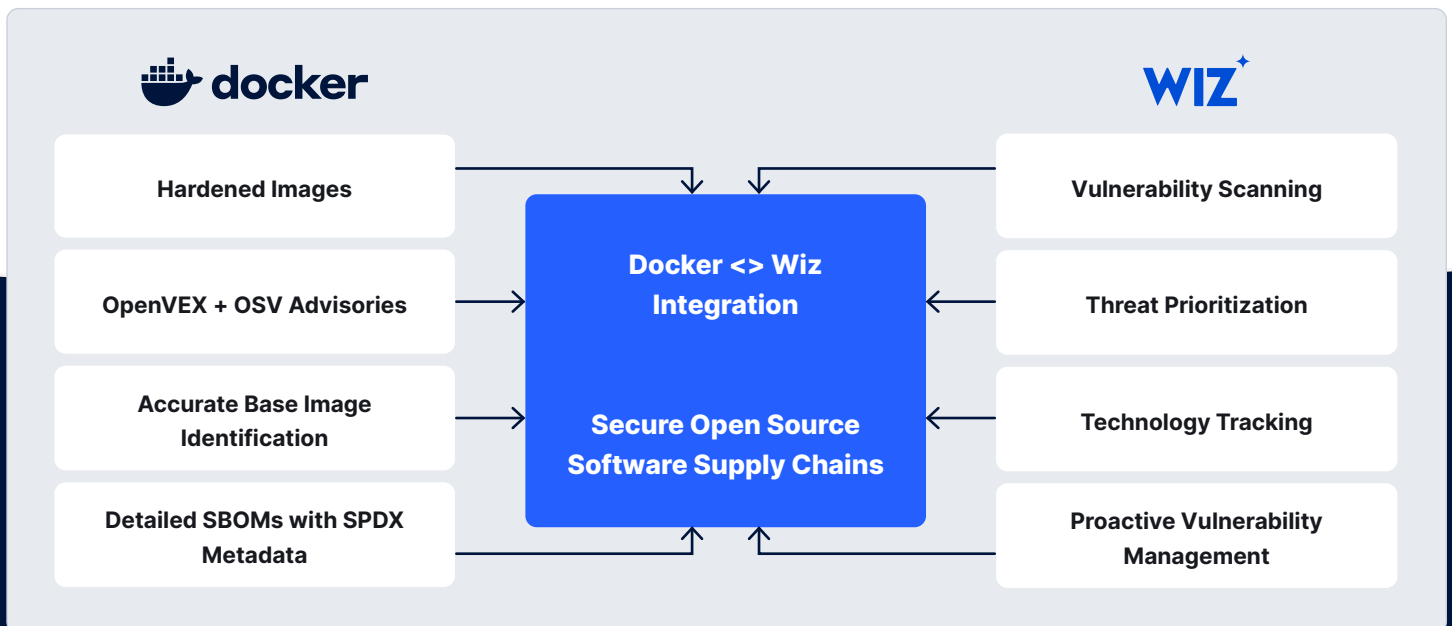 docker
WIZ
Hardened Images
OpenVEX + OSV Advisories
Accurate Base Image
Identification
Detailed SBOMs with SPDX
Metadata
Docker <> Wiz
Integration
Secure Open Source
Software Supply Chains
Vulnerability Scanning
Threat Prioritization
Technology Tracking
Proactive Vulnerability
Management